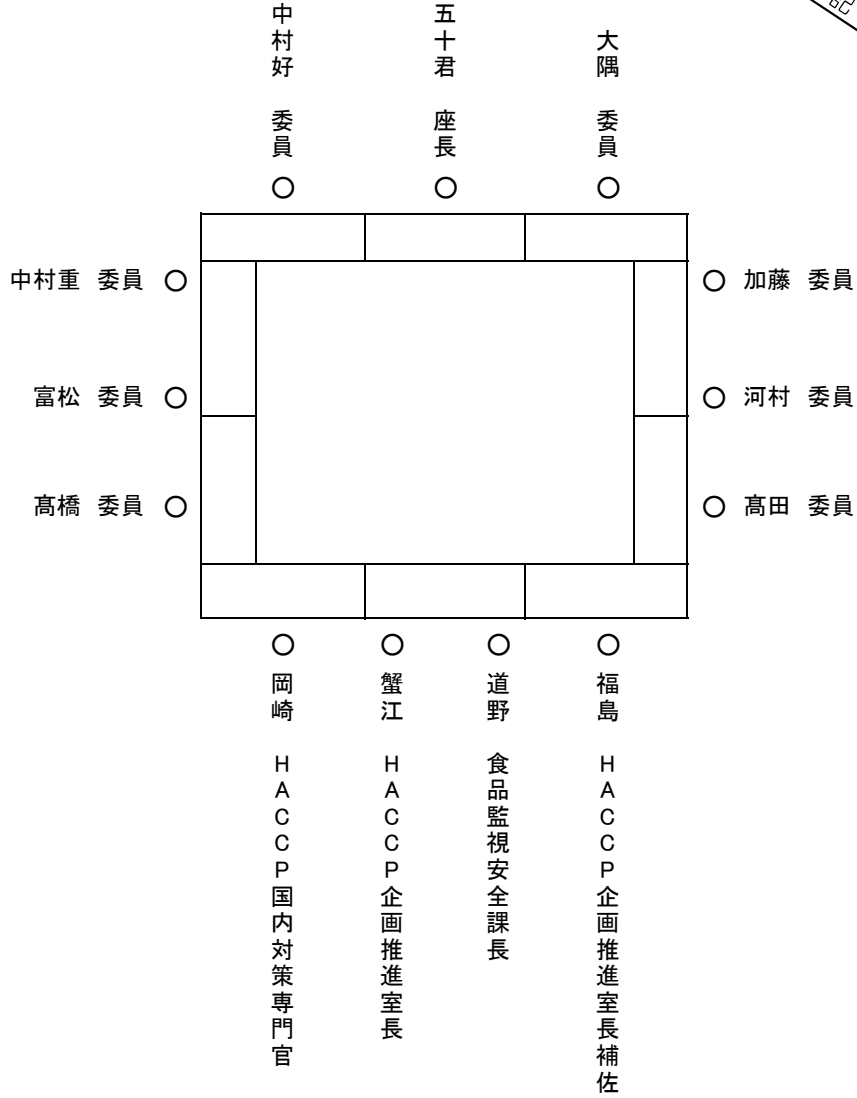 中村好 委員
五十君 座長
大隅 委員
記
中村重 委員
加藤 委員
富松 委員
河村 委員
髙橋 委員
髙田 委員
岡崎 HACCP国内対策専門官
蟹江 HACCP企画推進室長
道野 食品監視安全課長
福島 HACCP企画推進室長補佐